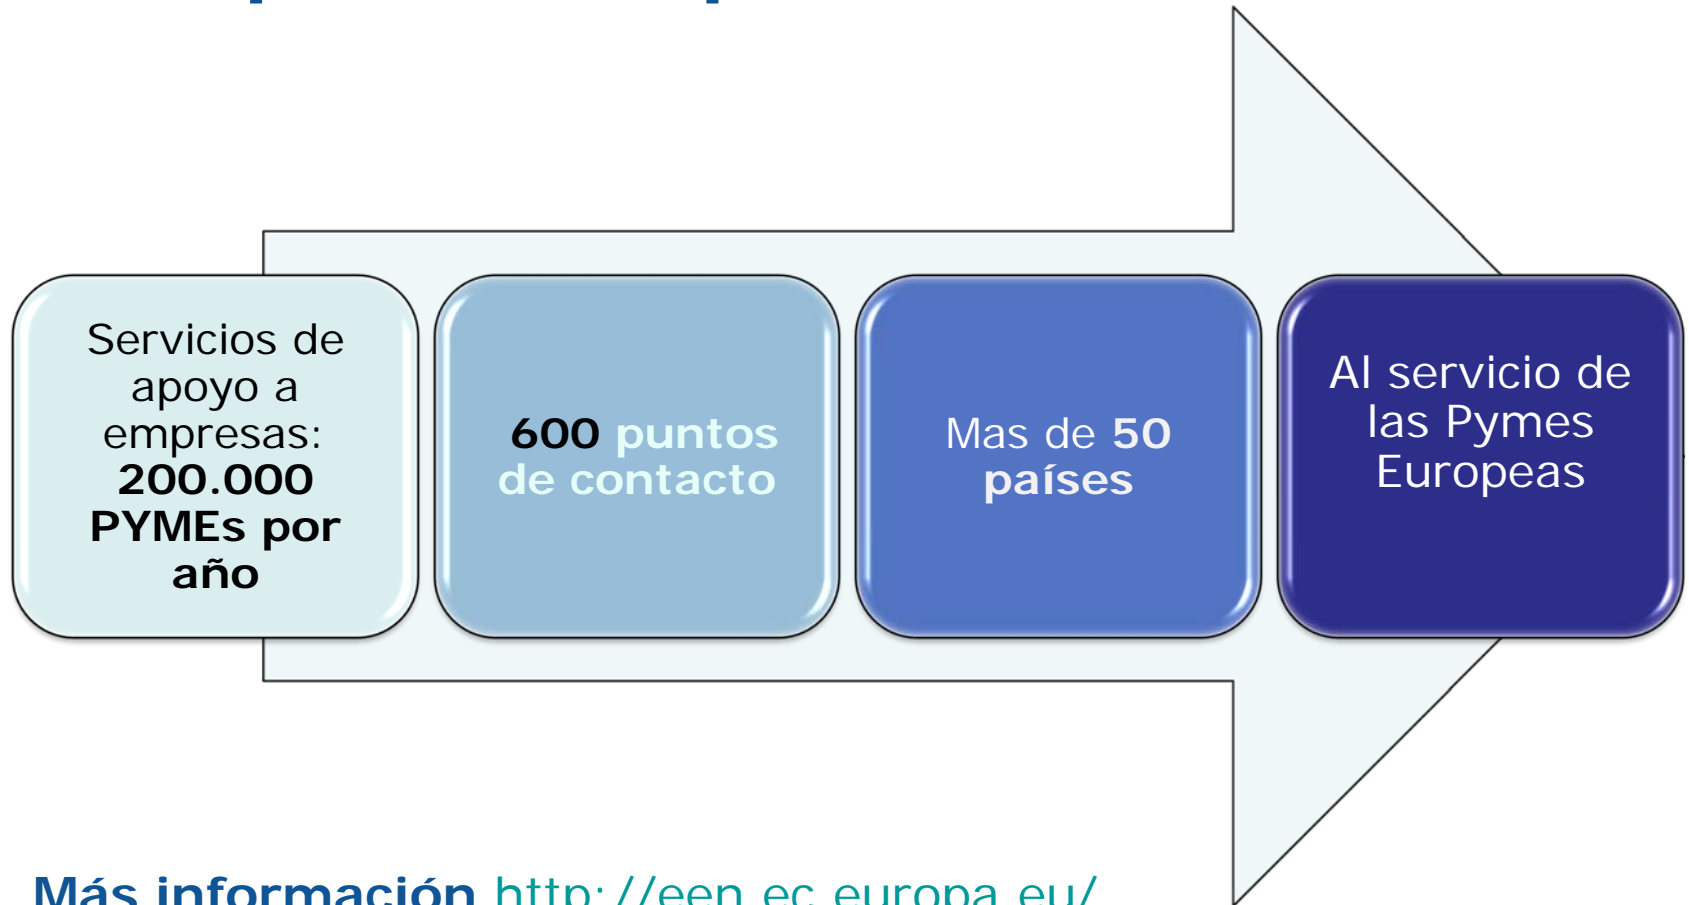 Servicios de
apoyo a
empresas:
200.000
PYMEs por
año
600 puntos
de contacto
Mas de 50
países
Al servicio de
las Pymes
Europeas
Más información http://een.ec.europa.eu/